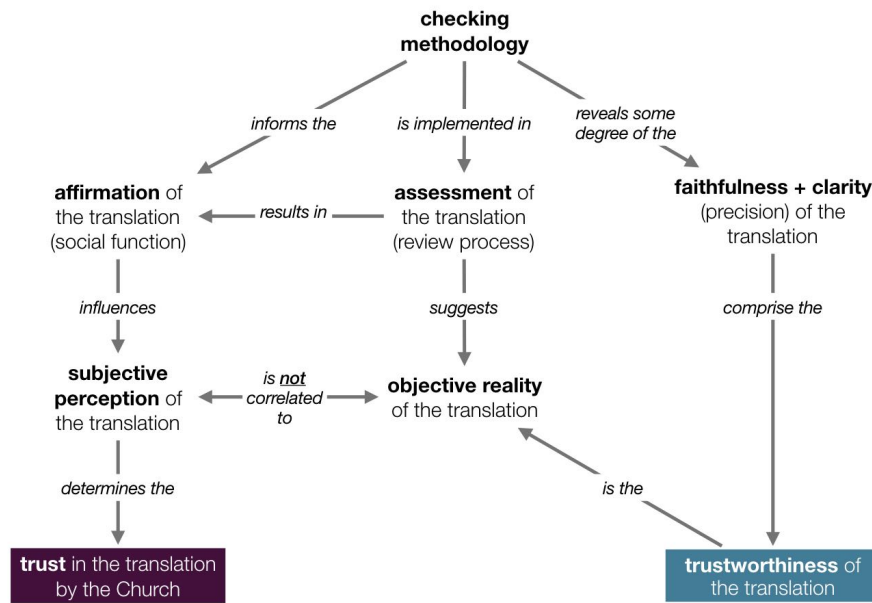 checking
methodology
informs the
is implemented in
reveals some
degree of the
affirmation of
the translation
(social function)
results in
assessment of
the translation
(review process)
faithfulness + clarity
(precision) of the
translation
influences
suggests
comprise the
subjective
perception of
the translation
is not
correlated
to
objective reality
of the translation
determines the
is the
trust in the translation
by the Church
trustworthiness of
the translation